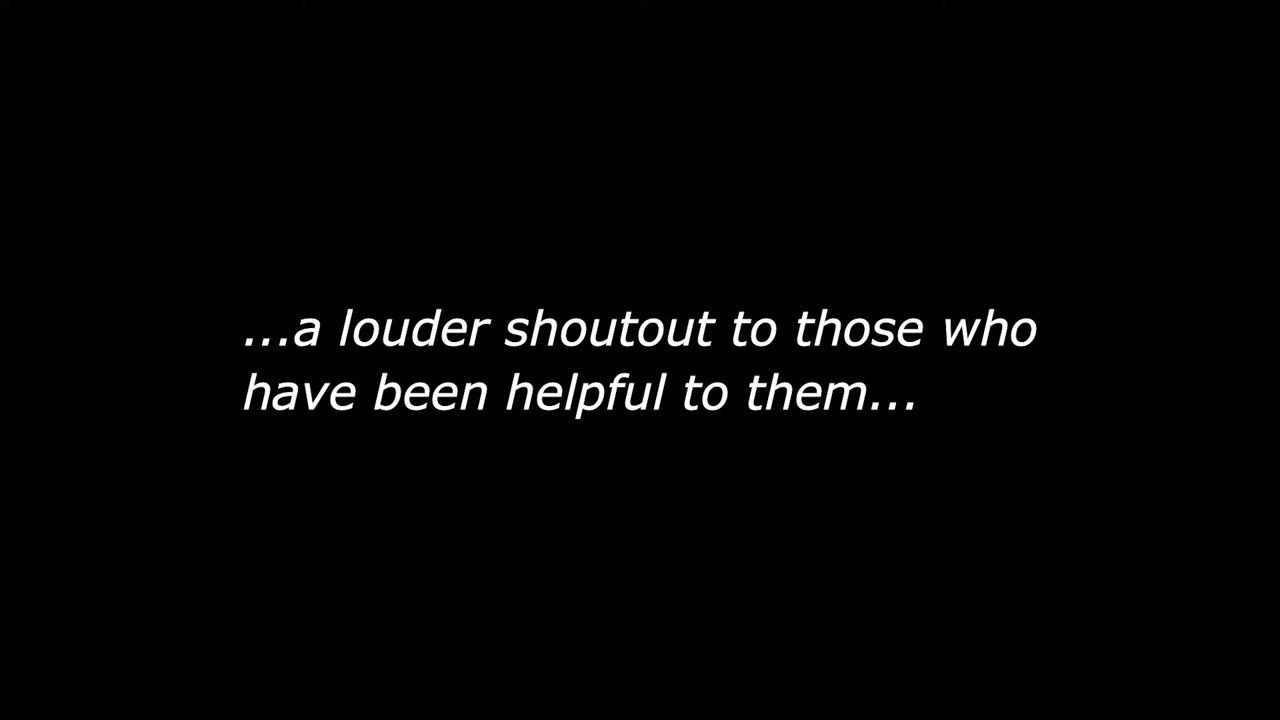 ...a louder shoutout to those who
have been helpful to them...